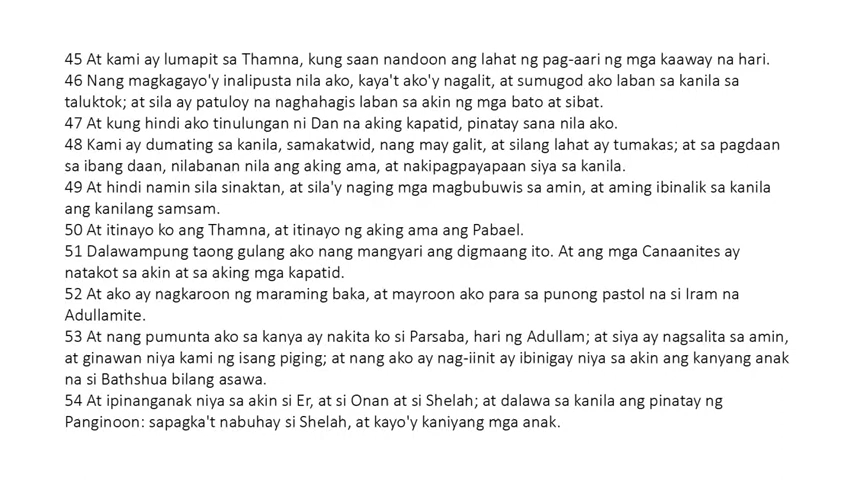 45 At kami ay lumapit sa Thamna, kung saan nandoon ang lahat ng pag-aari ng mga kaaway na hari.
46 Nang magkagayo'y inalipusta nila ako, kaya't ako'y nagalit, at sumugod ako laban sa kanila sa
taluktok; at sila ay patuloy na naghahagis laban sa akin ng mga bato at sibat.
47 At kung hindi ako tinulungan ni Dan na aking kapatid, pinatay sana nila ako.
48 Kami ay dumating sa kanila, samakatwid, nang may galit, at silang lahat ay tumakas; at sa pagdaan
sa ibang daan, nilabanan nila ang aking ama, at nakipagpayapaan siya sa kanila.
49 At hindi namin sila sinaktan, at sila'y naging mga magbubuwis sa amin, at aming ibinalik sa kanila
ang kanilang samsam.
50 At itinayo ko ang Thamna, at itinayo ng aking ama ang Pabael.
51 Dalawampung taong gulang ako nang mangyari ang digmaang ito. At ang mga Canaanites ay
natakot sa akin at sa aking mga kapatid.
52 At ako ay nagkaroon ng maraming baka, at mayroon ako para sa punong pastol na si Iram na
Adullamite.
53 At nang pumunta ako sa kanya ay nakita ko si Parsaba, hari ng Adullam; at siya ay nagsalita sa amin,
at ginawan niya kami ng isang piging; at nang ako ay nag-iinit ay ibinigay niya sa akin ang kanyang anak
na si Bathshua bilang asawa.
54 At ipinanganak niya sa akin si Er, at si Onan at si Shelah; at dalawa sa kanila ang pinatay ng
Panginoon: sapagka't nabuhay si Shelah, at kayo'y kaniyang mga anak.